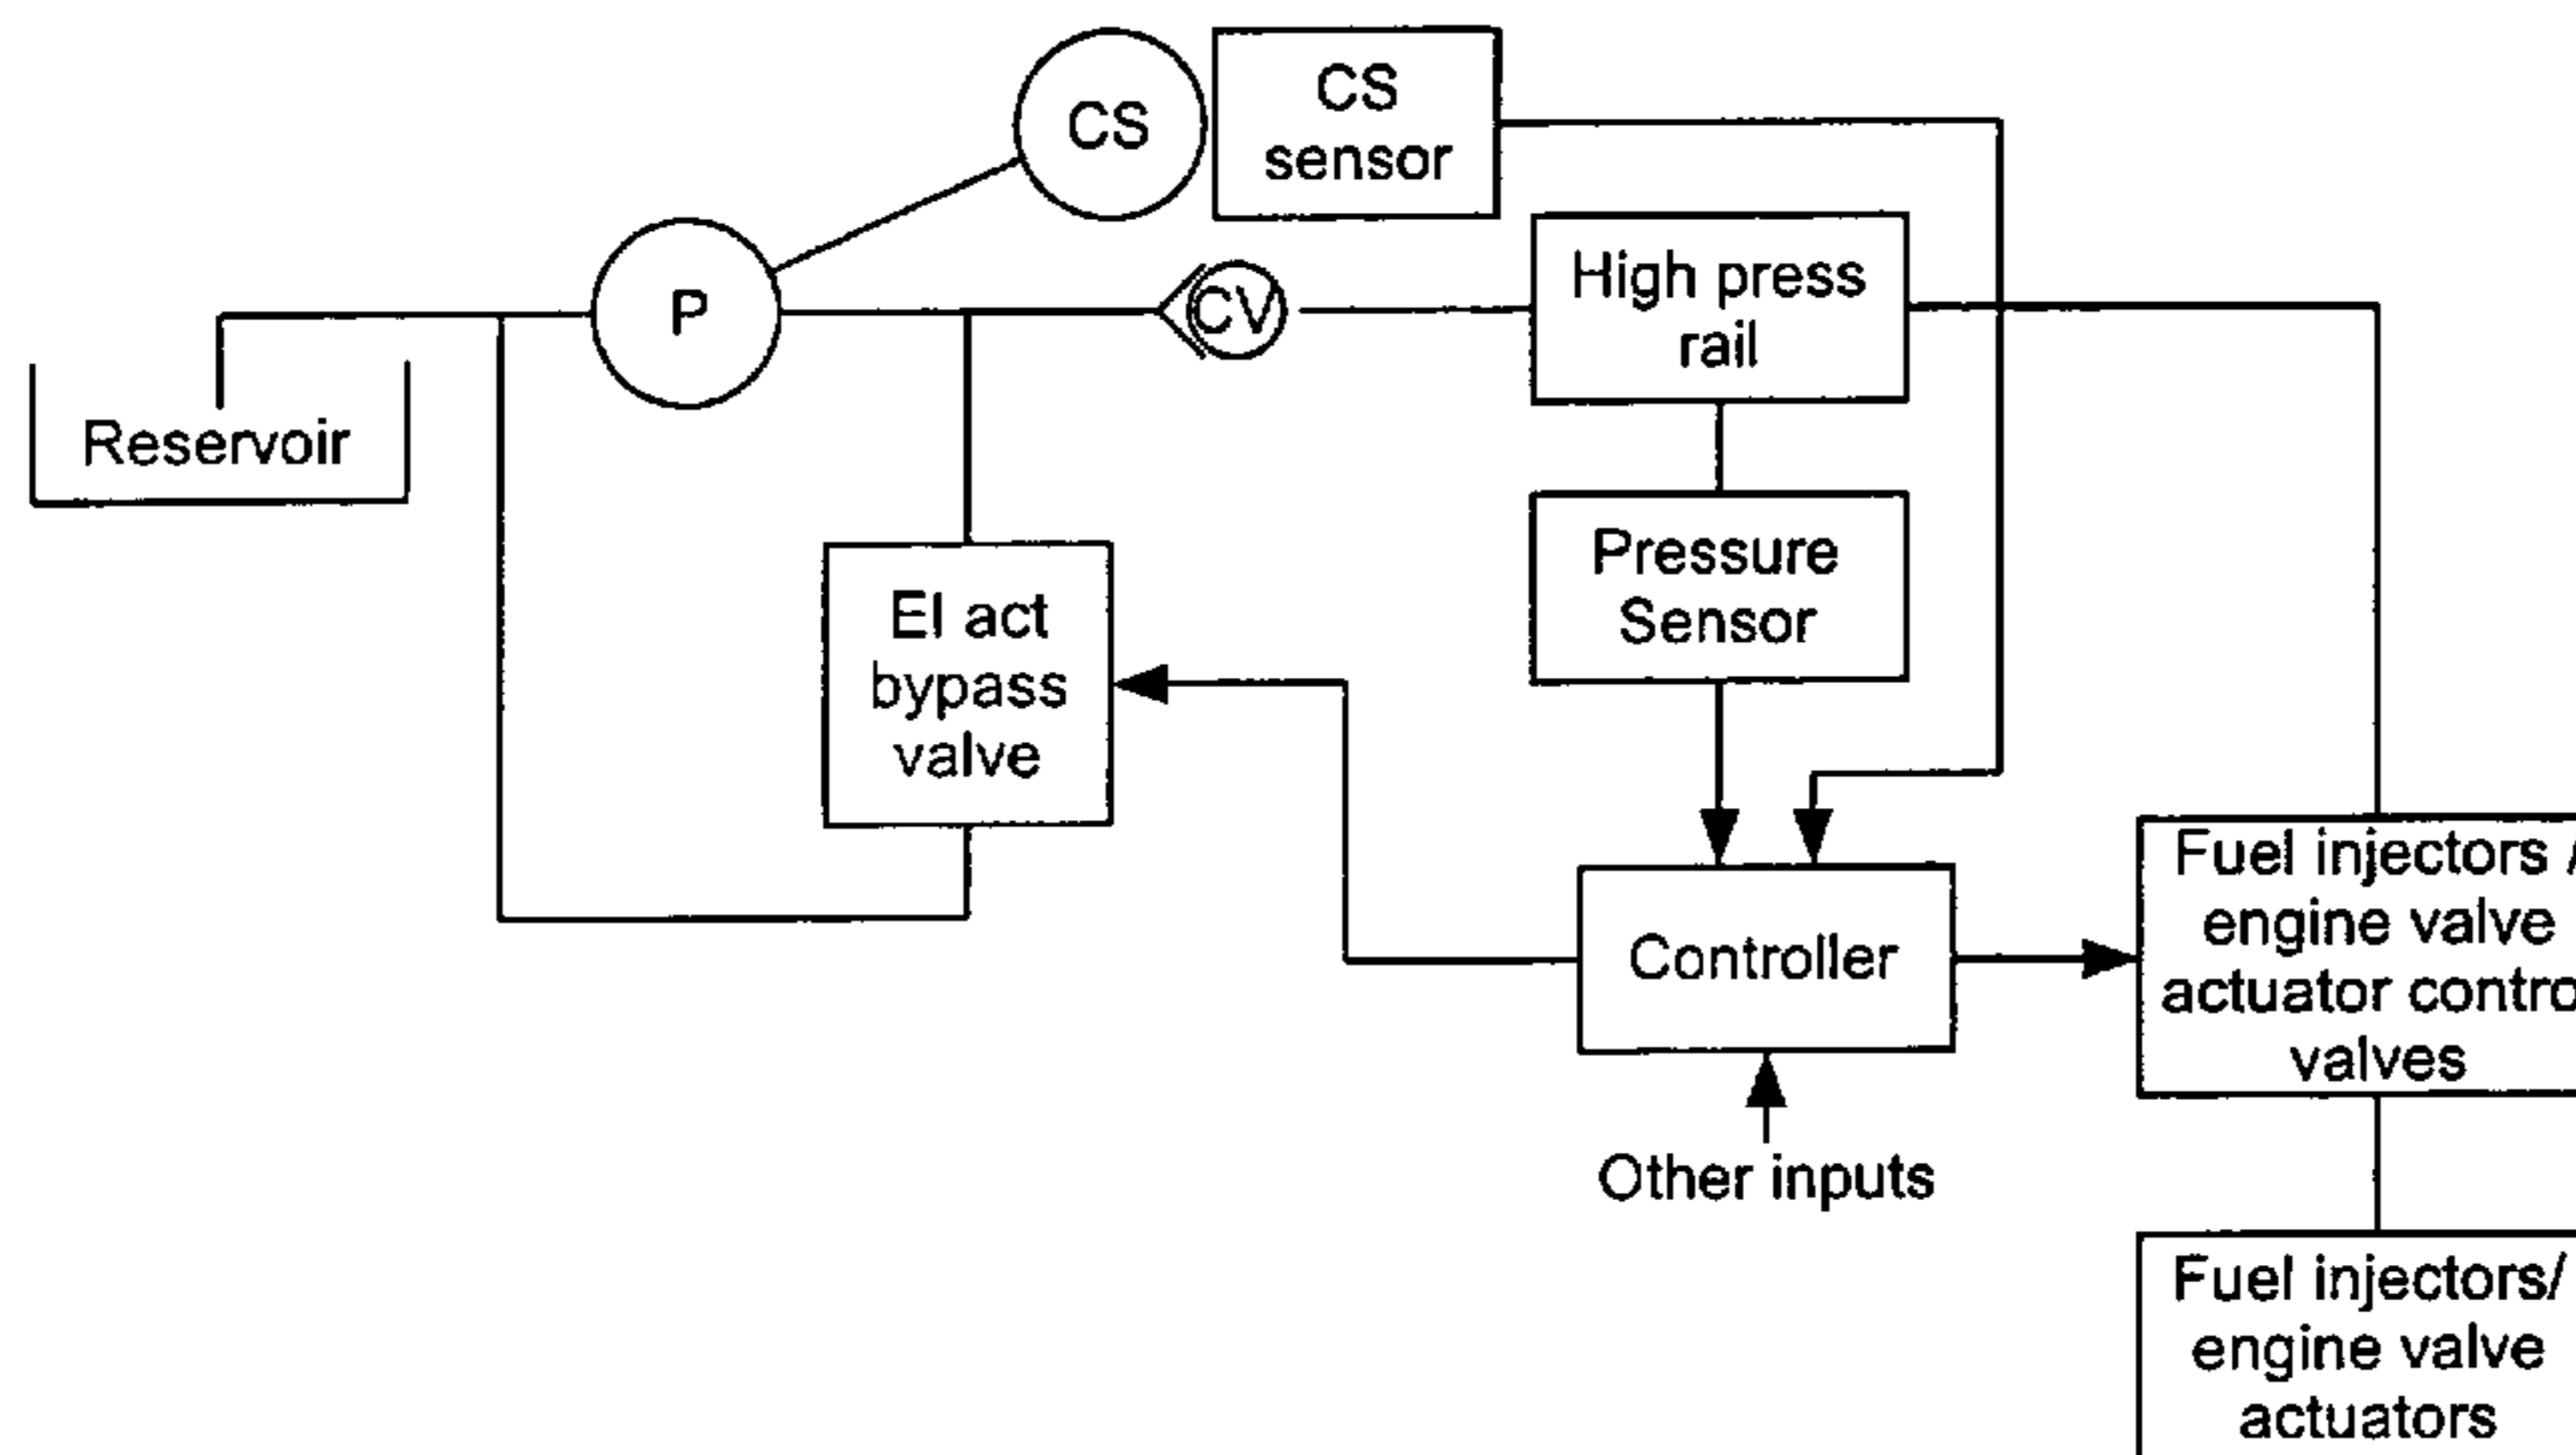 CS
CS
sensor
P
CV
High press
rail
Reservoir
Pressure
Sensor
El act
bypass
valve
Controller
Fuel injectors /
engine valve
actuator contro
valves
Other inputs
Fuel injectors/
engine valve
actuators